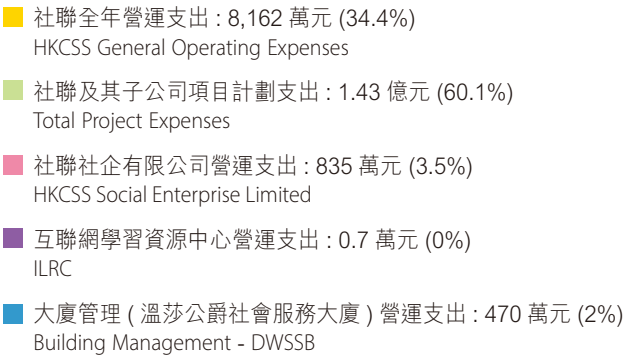 社聯全年營運支出 : 8,162 萬元 (34.4%)
HKCSS General Operating Expenses
社聯及其子公司項目計劃支出 : 1.43 億元 (60.1%)
Total Project Expenses
社聯社企有限公司營運支出 : 835 萬元 (3.5%)
HKCSS Social Enterprise Limited
互聯網學習資源中心營運支出 : 0.7 萬元 (0%)
ILRC
大廈管理 ( 溫莎公爵社會服務大廈 ) 營運支出 : 470 萬元 (2%)
Building Management - DWSSB